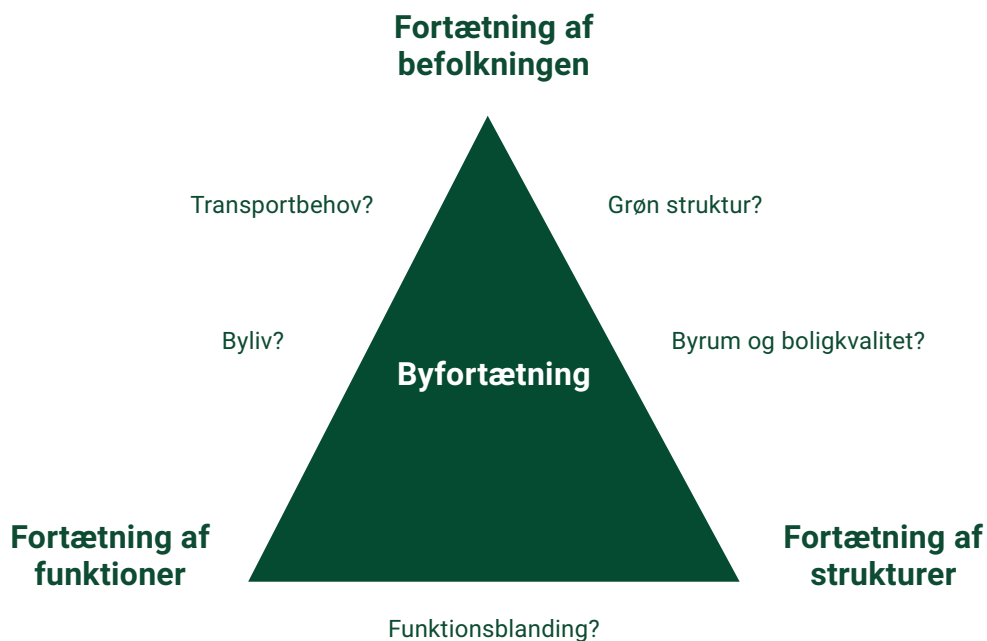 Fortætning af
befolkningen
Transportbehov?
Grøn struktur?
Byliv?
Byrum og boligkvalitet?
Byfortætning
Fortætning af
funktioner
Fortætning af
strukturer
Funktionsblanding?